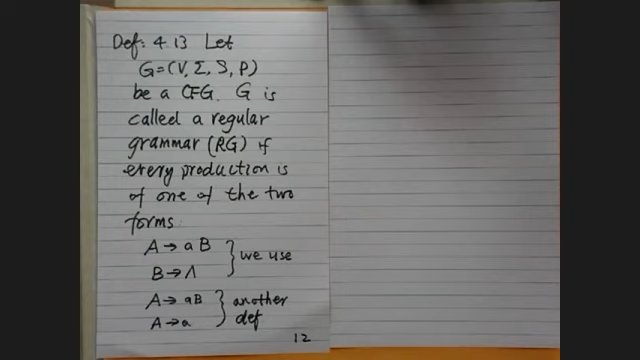 Def: 4.13 Let
G=(V, Σ, S, P)
be a CFG. G is
called a regular
grammar (RG) if
every production is
of one of the two
forms:
A→aB
B→Λ } we use
A→aB
A→a } another def
12